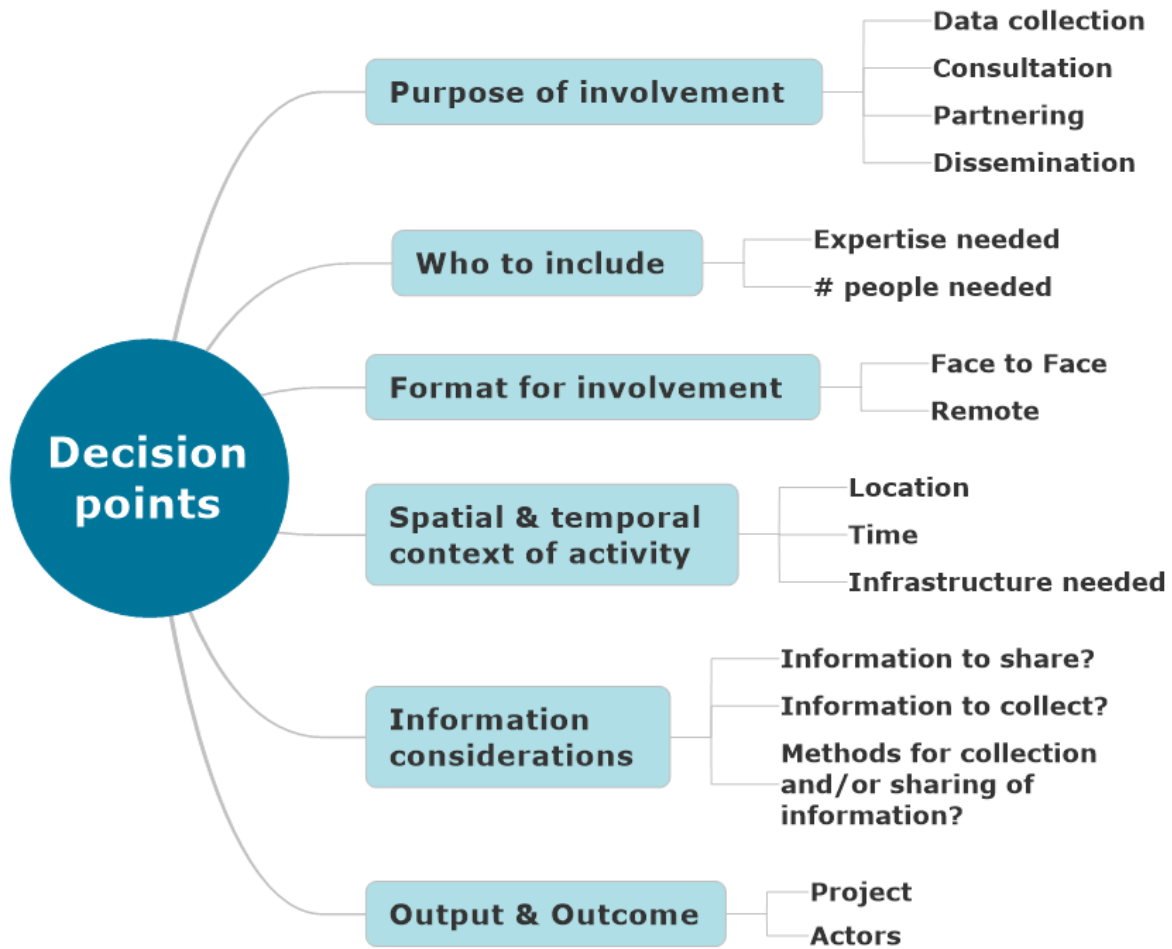 Decision
points
Purpose of involvement
Data collection
Consultation
Partnering
Dissemination
Who to include
Expertise needed
# people needed
Format for involvement
Face to Face
Remote
Spatial & temporal
context of activity
Location
Time
Infrastructure needed
Information
considerations
Information to share?
Information to collect?
Methods for collection
and/or sharing of
information?
Output & Outcome
Project
Actors